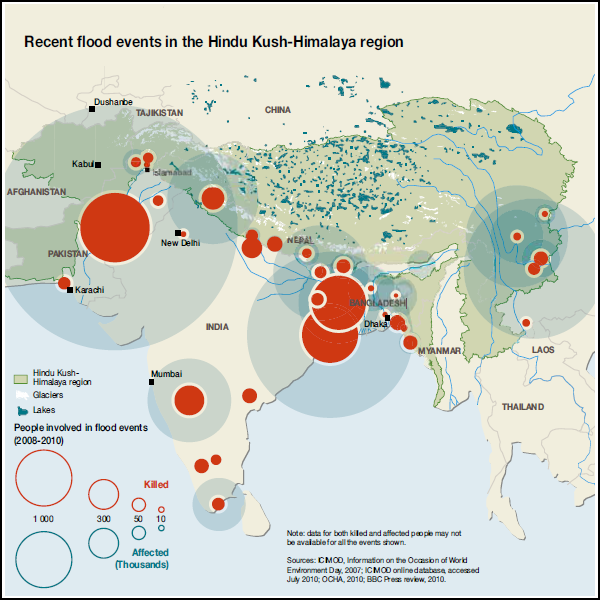 Recent flood events in the Hindu Kush-Himalaya region
Dushanbe
TAJIKISTAN
CHINA
Kabul
Islamabad
AFGHANISTAN
New Delhi
NEPAL
PAKISTAN
Karachi
BANGLADESH
INDIA
Dhaka
MYANMAR
LAOS
Mumbai
THAILAND
Hindu Kush-
Himalaya region
Glaciers
Lakes
People involved in flood events
(2008-2010)
Killed
1 000
300
50
10
Affected
(Thousands)
Note: data for both killed and affected people may not
be available for all the events shown.
Sources: ICIMOD, Information on the Occasion of World
Environment Day, 2007; ICIMOD online database, accessed
July 2010; OCHA, 2010; BBC Press review, 2010.